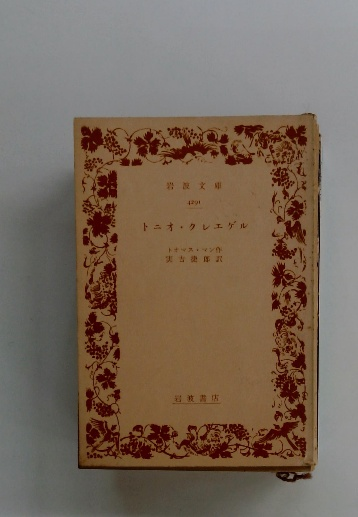 岩波文庫
4291
トニオ・クレエゲル
トオマス・マン作
実吉捷郎訳
岩波書店